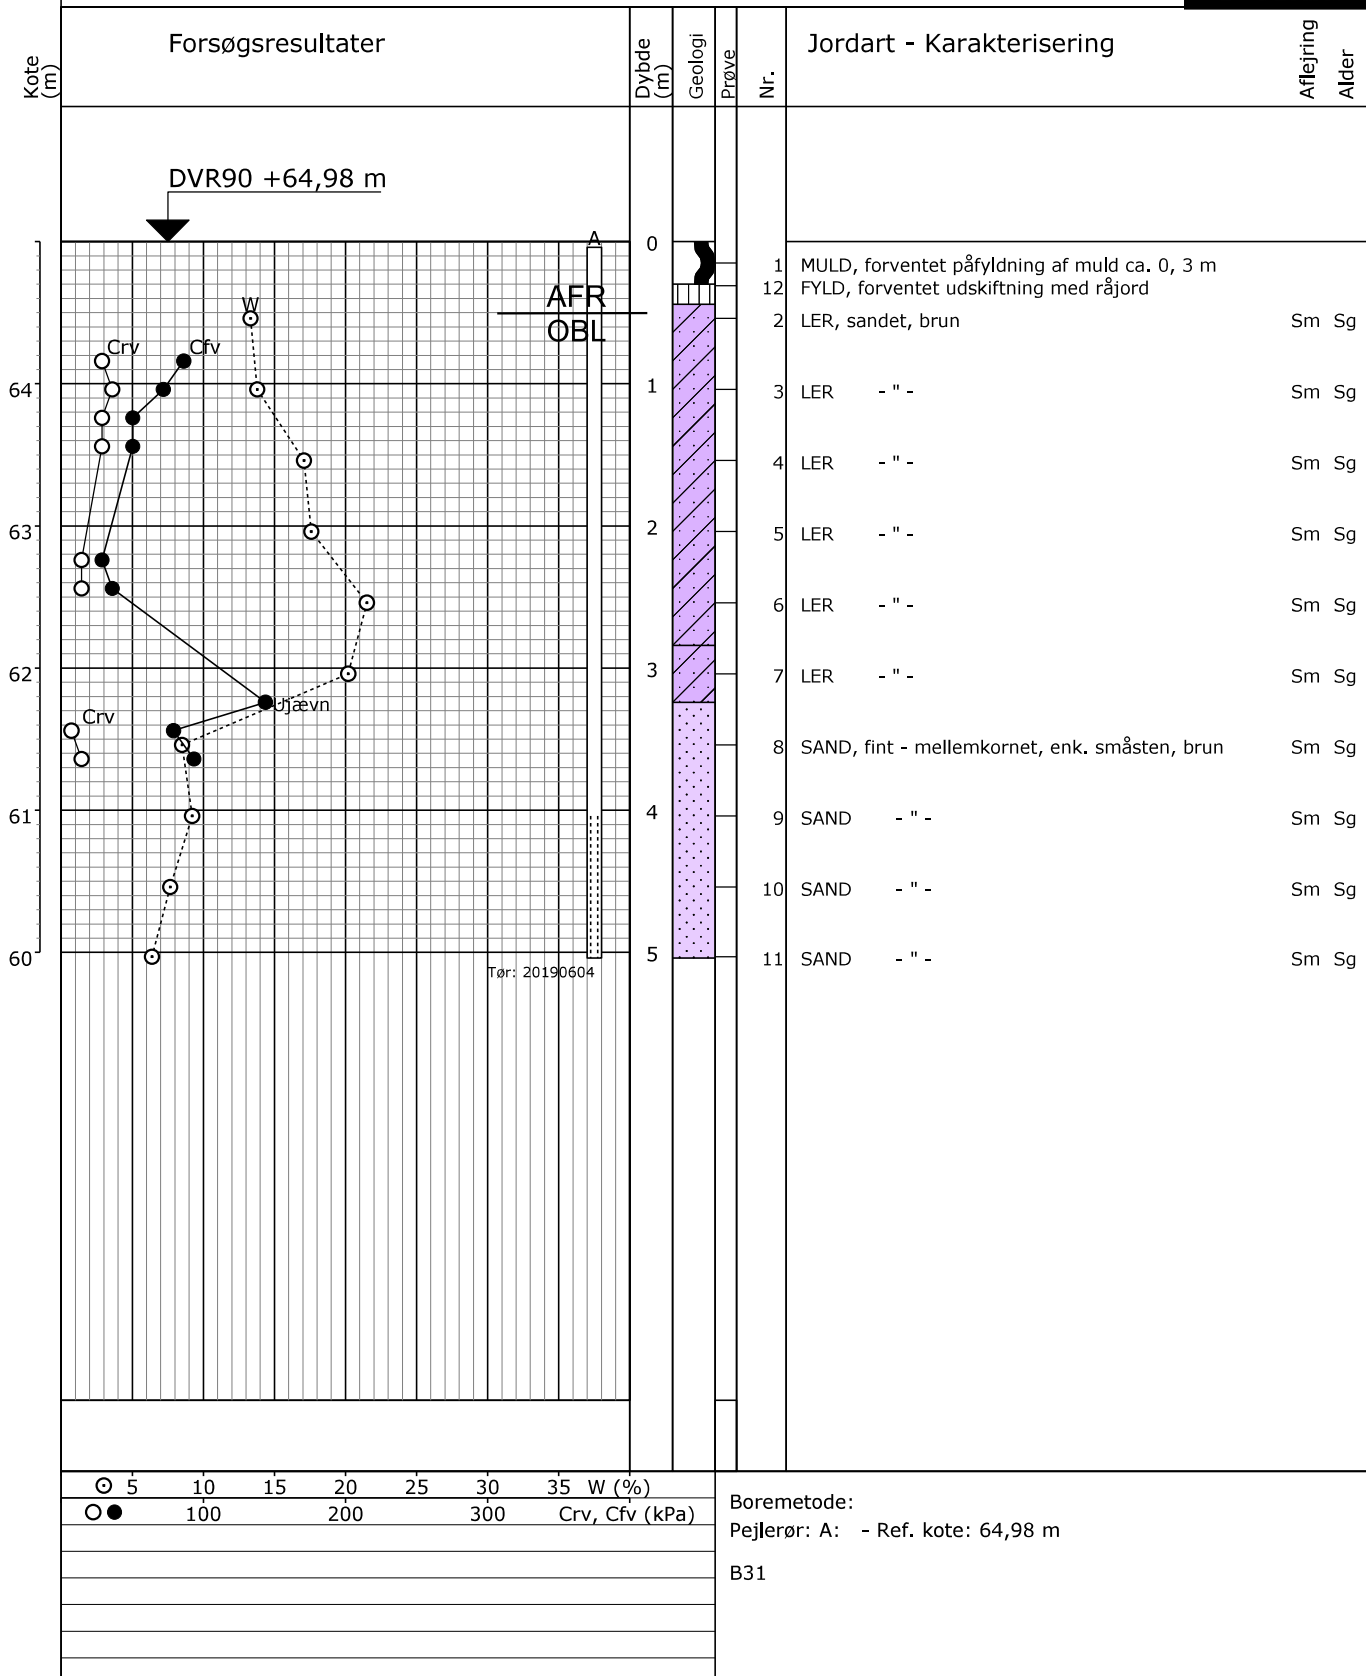 Kote
(m)
Forsøgsresultater
Dybde
(m)
Geologi
Prøve
Nr.
Jordart - Karakterisering
Aflejring
Alder
DVR90 +64,98 m
A
0
1 MULD, forventet påfyldning af muld ca. 0, 3 m
12 FYLD, forventet udskiftning med råjord
AFR
W
OBL
2 LER, sandet, brun Sm Sg
Crv
Cfv
64
1
3 LER - " - Sm Sg
4 LER - " - Sm Sg
63
2
5 LER - " - Sm Sg
6 LER - " - Sm Sg
62
3
7 LER - " - Sm Sg
Ujævn
Crv
8 SAND, fint - mellemkornet, enk. småsten, brun Sm Sg
61
4
9 SAND - " - Sm Sg
10 SAND - " - Sm Sg
60
5
11 SAND - " - Sm Sg
Tør: 20190604
5 10 15 20 25 30 35 W (%)
100 200 300 Crv, Cfv (kPa)
Boremetode:
Pejlerør: A: - Ref. kote: 64,98 m
B31